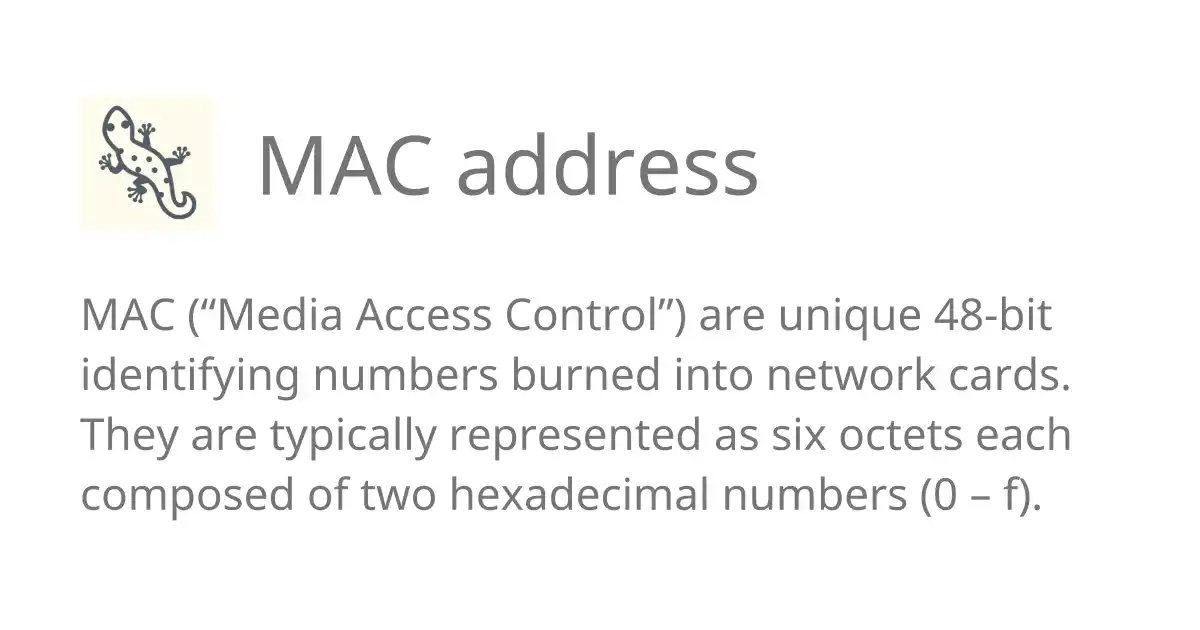 MAC address
MAC (“Media Access Control”) are unique 48-bit
identifying numbers burned into network cards.
They are typically represented as six octets each
composed of two hexadecimal numbers (0 – f).